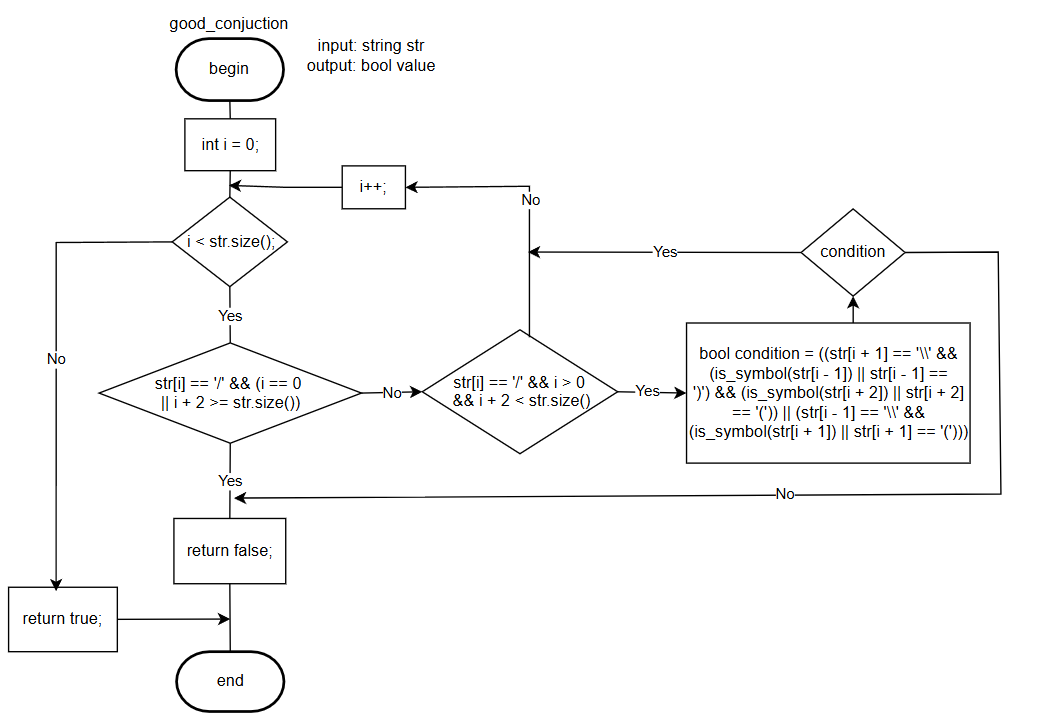 good_conjuction
input: string str
output: bool value
begin
int i = 0;
i++;
No
i < str.size();
Yes
condition
Yes
No
str[i] == '/' && (i == 0
|| i + 2 >= str.size())
No
str[i] == '/' && i > 0
&& i + 2 < str.size()
Yes
bool condition = ((str[i + 1] == '\\' &&
(is_symbol(str[i - 1]) || str[i - 1] ==
')') && (is_symbol(str[i + 2]) || str[i + 2]
== '(')) || (str[i - 1] == '\\' &&
(is_symbol(str[i + 1]) || str[i + 1] == '(')))
Yes
No
return false;
return true;
end